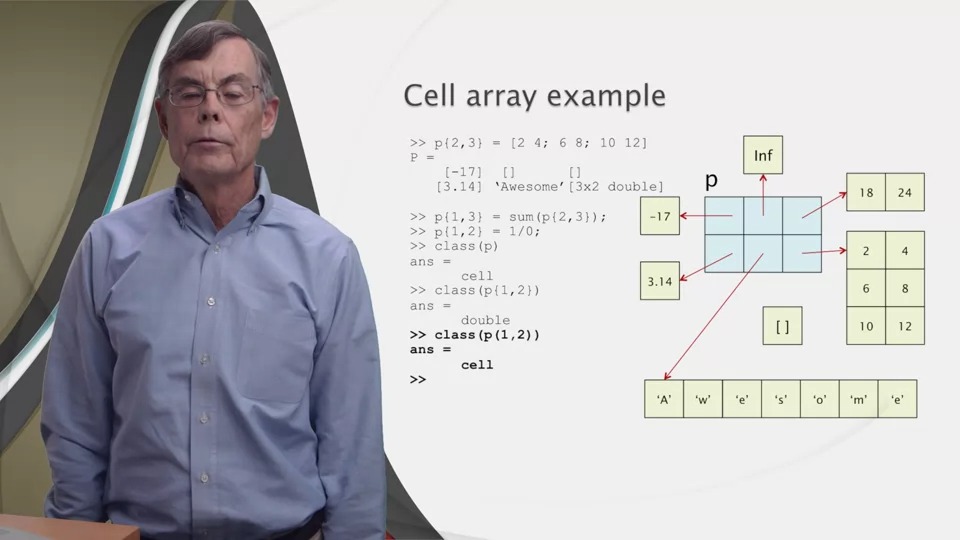 Cell array example
>> p{2,3} = [2 4; 6 8; 10 12]
P =
[-17] [] []
[3.14] ‘Awesome’ [3x2 double]
>> p{1,3} = sum(p{2,3});
>> p{1,2} = 1/0;
>> class(p)
ans =
cell
>> class(p{1,2})
ans =
double
>> class(p(1,2))
ans =
cell
>>
Inf
p
-17
18 24
3.14
2 4
6 8
10 12
[ ]
‘A’ ‘w’ ‘e’ ‘s’ ‘o’ ‘m’ ‘e’